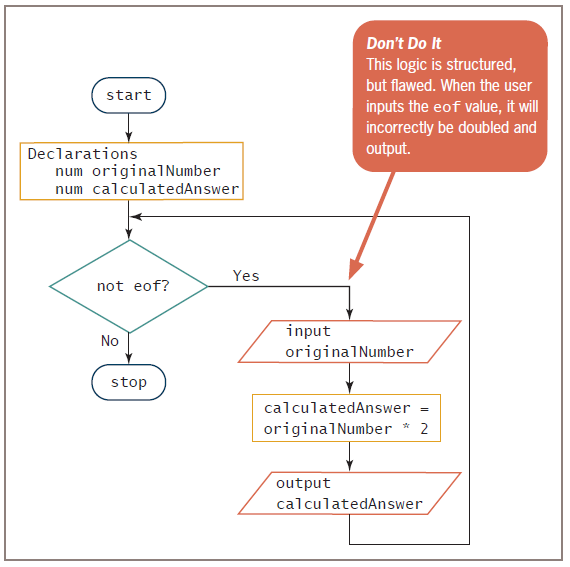 Don't Do It
This logic is structured,
but flawed. When the user
inputs the eof value, it will
incorrectly be doubled and
output.
start
Declarations
num originalNumber
num calculatedAnswer
not eof?
Yes
No
stop
input
originalNumber
calculatedAnswer =
originalNumber * 2
output
calculatedAnswer